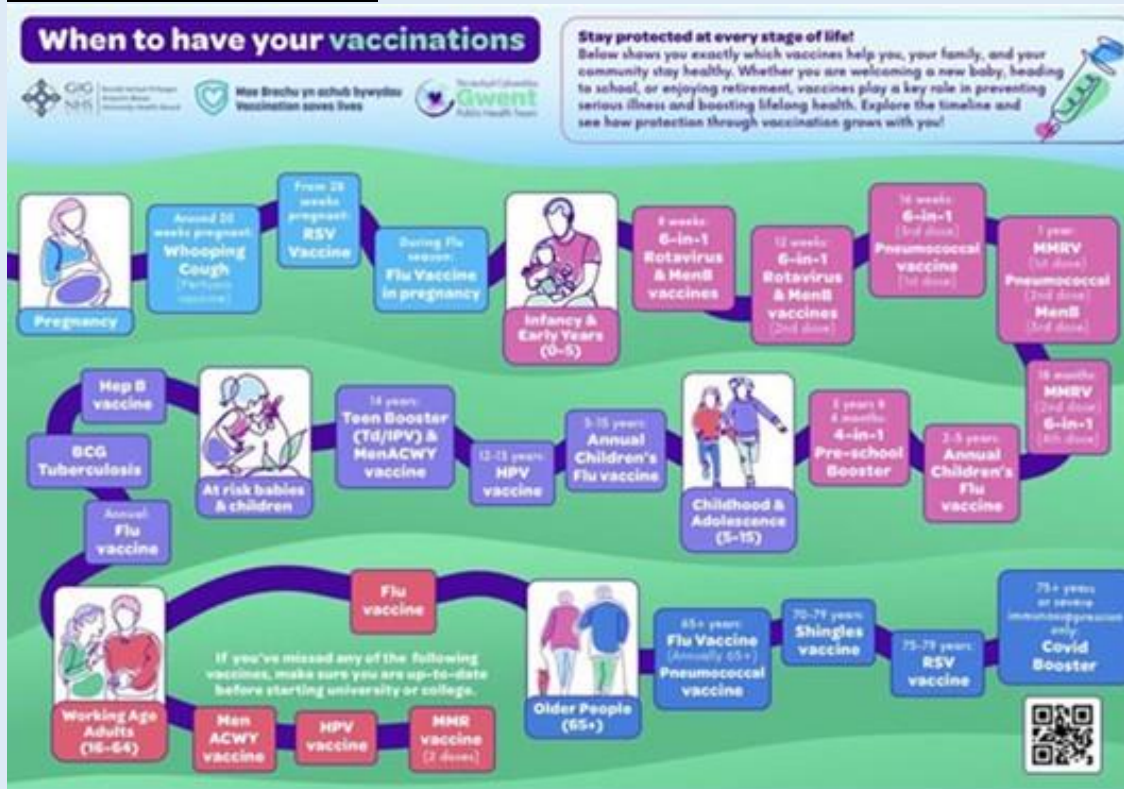 When to have your vaccinations
GIG
NHS
Mae Brechu yn achub bywydau
Vaccination saves lives
Gwent
Public Health Team
Stay protected at every stage of life!
Below shows you exactly which vaccines help you, your family, and your
community stay healthy. Whether you are welcoming a new baby, heading
to school, or enjoying retirement, vaccines play a key role in preventing
serious illness and boosting lifelong health. Explore the timeline and
see how protection through vaccination grows with you!
Pregnancy
Around 20
weeks pregnant:
Whooping
Cough
(Pertussis
vaccine)
From 28
weeks
pregnant:
RSV
Vaccine
During Flu
season:
Flu Vaccine
in pregnancy
Infancy &
Early Years
(0-5)
8 weeks:
6-in-1
Rotavirus
& MenB
vaccines
12 weeks:
6-in-1
Rotavirus
& MenB
vaccines
(2nd dose)
16 weeks:
6-in-1
(3rd dose)
Pneumococcal
vaccine
(1st dose)
1 year:
MMRV
(1st dose)
Pneumococcal
(2nd dose)
MenB
(3rd dose)
18 months:
MMRV
(2nd dose)
6-in-1
(4th dose)
2-5 years:
Annual
Children's
Flu
vaccine
4-in-1
Pre-school
Booster
Childhood &
Adolescence
(5-15)
5-15 years:
Annual
Children's
Flu vaccine
12-13 years:
HPV
vaccine
14 years:
Teen Booster
(Td/IPV) &
MenACWY
vaccine
At risk babies
& children
Hep B
vaccine
BCG
Tuberculosis
Annual:
Flu
vaccine
Working Age
Adults
(16-64)
Flu
vaccine
If you've missed any of the following
vaccines, make sure you are up-to-date
before starting university or college.
Men
ACWY
vaccine
HPV
vaccine
MMR
vaccine
(2 doses)
Older People
(65+)
65+ years:
Flu Vaccine
(Annually 65+)
Pneumococcal
vaccine
70-79 years:
Shingles
vaccine
75-79 years:
RSV
vaccine
75+ years
or severe
immunosuppression
only:
Covid
Booster